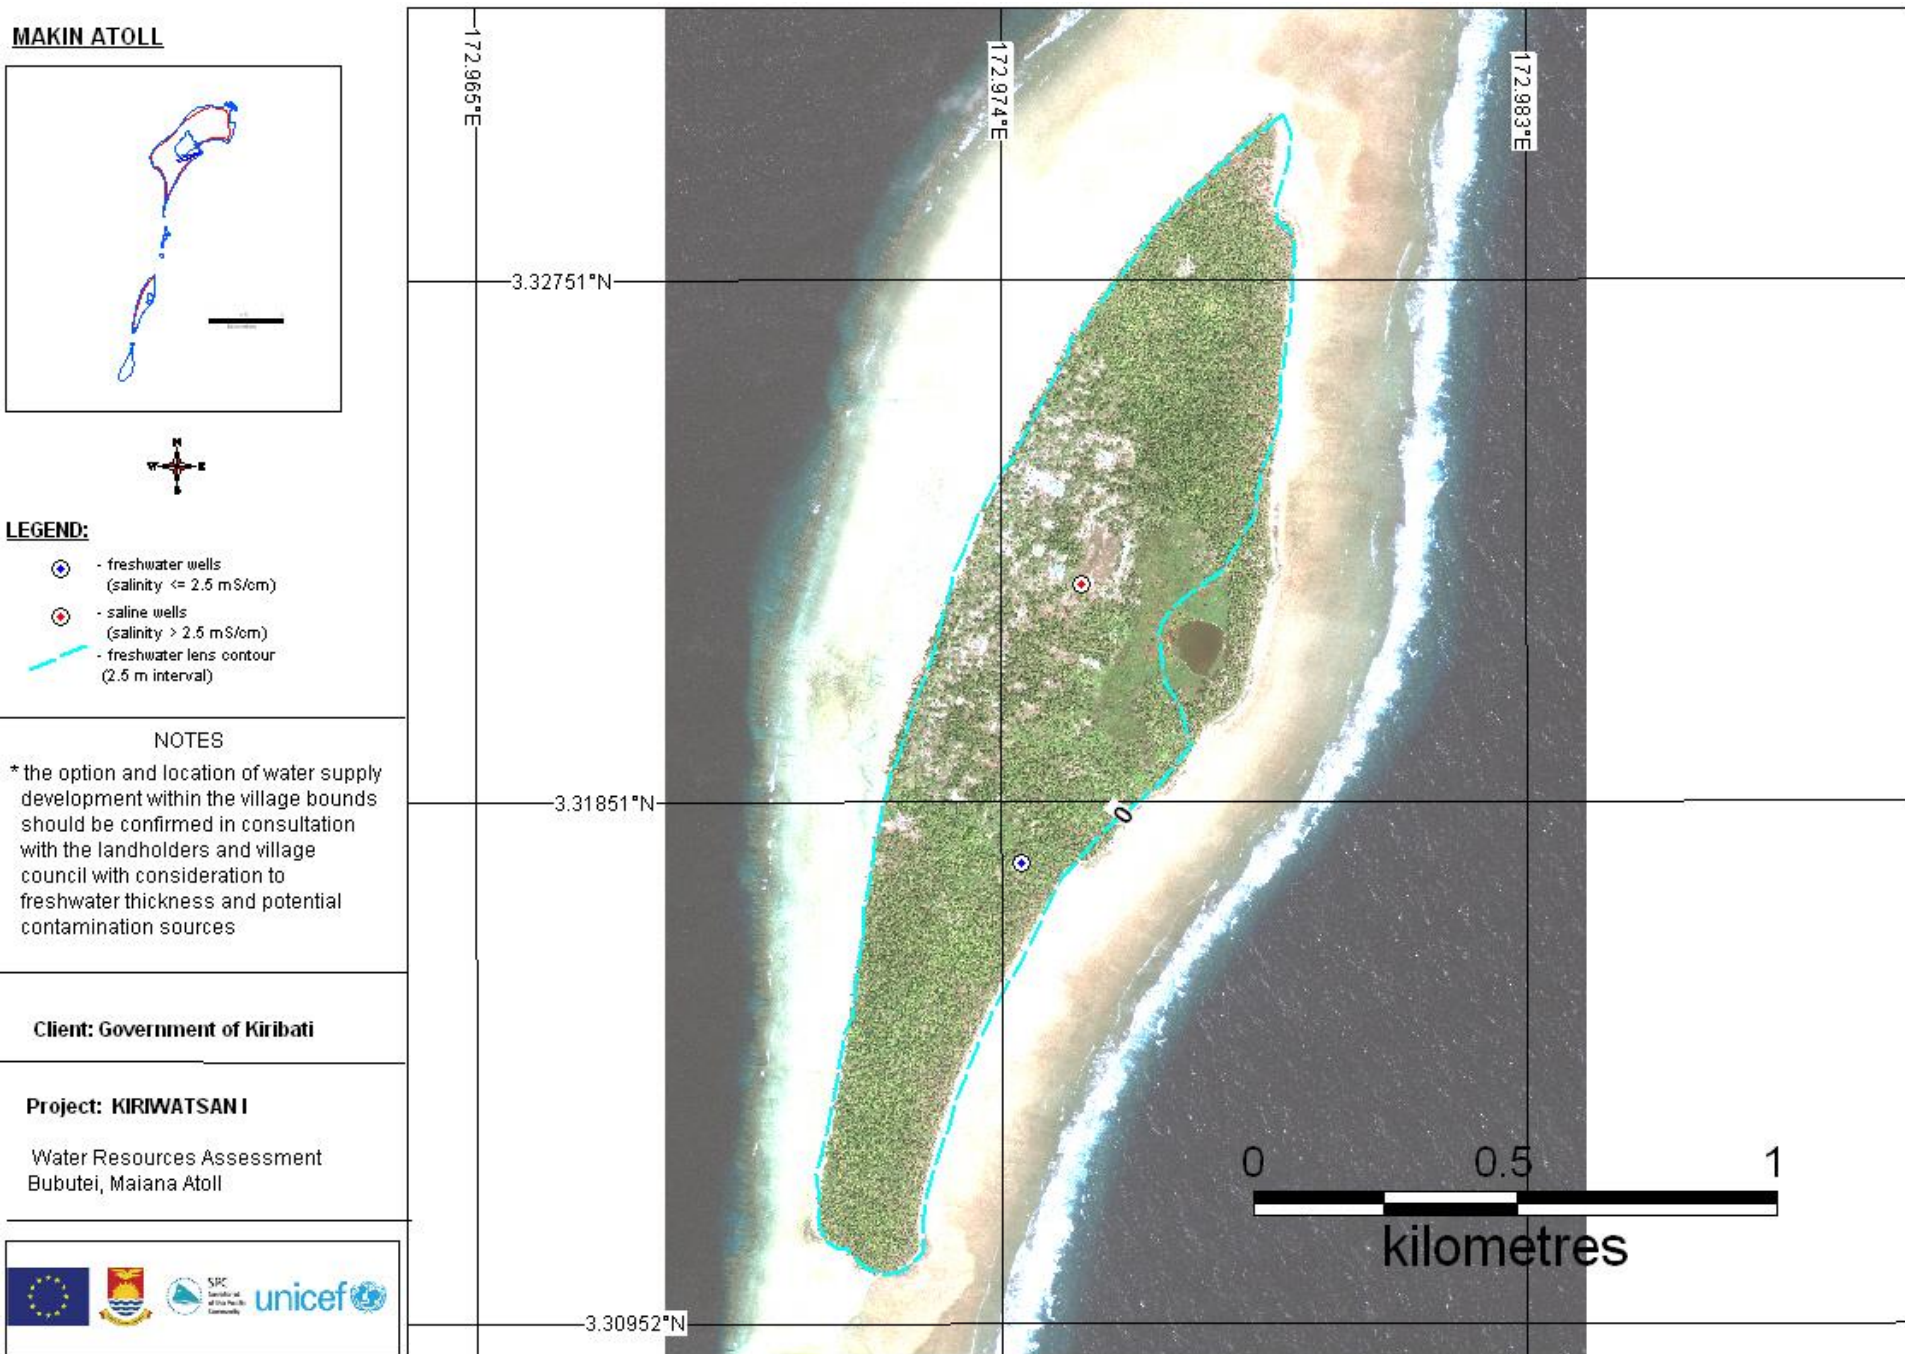 MAKIN ATOLL
N
W E
S
LEGEND:
- freshwater wells
(salinity <= 2.5 mS/cm)
- saline wells
(salinity > 2.5 mS/cm)
- freshwater lens contour
(2.5 m interval)
NOTES
* the option and location of water supply
development within the village bounds
should be confirmed in consultation
with the landholders and village
council with consideration to
freshwater thickness and potential
contamination sources
Client: Government of Kiribati
Project: KIRIWATSAN I
Water Resources Assessment
Bubutei, Maiana Atoll
SPC
unicef
172.965°E
172.974°E
172.983°E
3.32751°N
3.31851°N
0
3.30952°N
0 0.5 1
kilometres